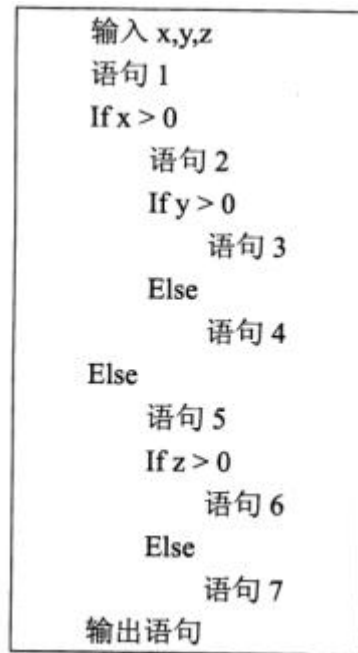 输入 x,y,z
语句 1
If x > 0
语句 2
If y > 0
语句 3
Else
语句 4
Else
语句 5
If z > 0
语句 6
Else
语句 7
输出语句